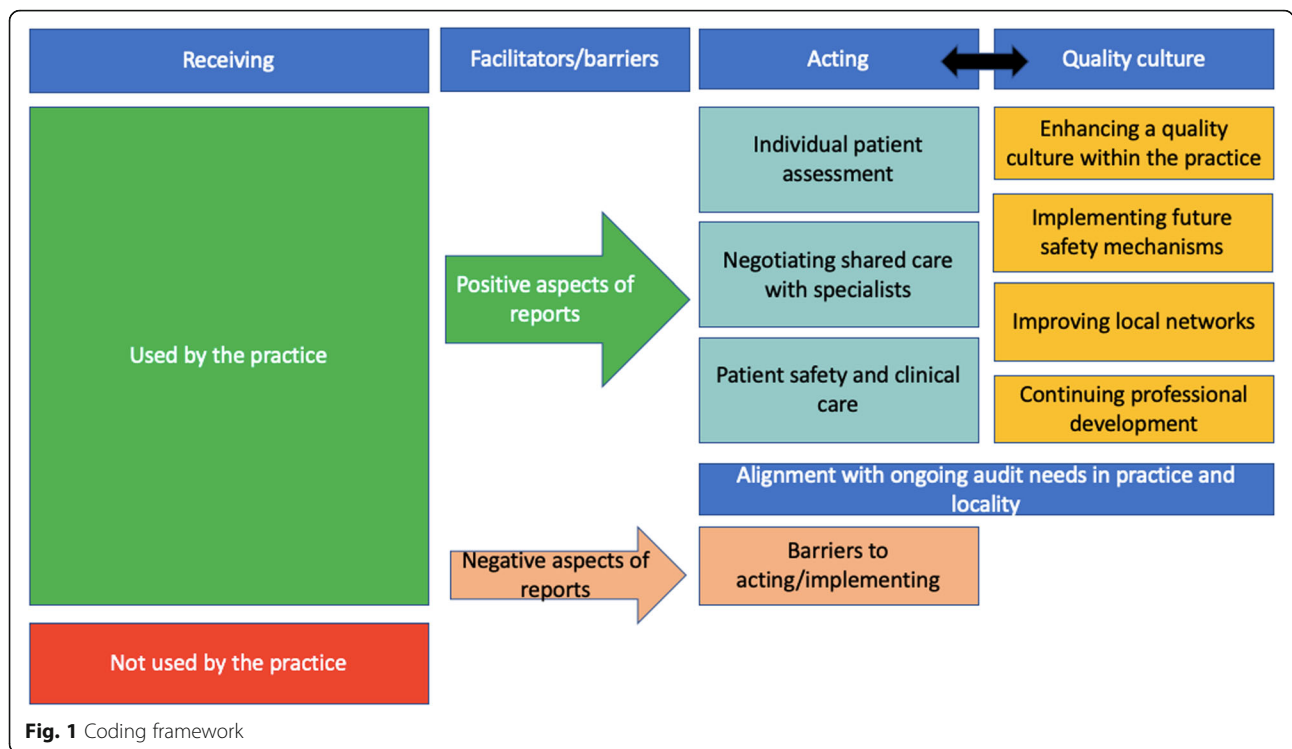 Receiving
Facilitators/barriers
Acting
Quality culture
Used by the practice
Positive aspects of
reports
Individual patient
assessment
Negotiating shared care
with specialists
Patient safety and clinical
care
Enhancing a quality
culture within the practice
Implementing future
safety mechanisms
Improving local networks
Continuing professional
development
Alignment with ongoing audit needs in practice and
locality
Negative aspects of
reports
Barriers to
acting/implementing
Not used by the practice
Fig. 1 Coding framework